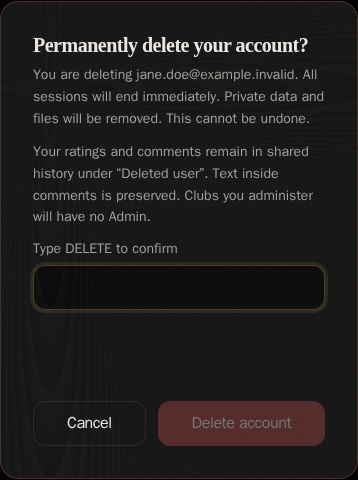 Permanently delete your account?
You are deleting jane.doe@example.invalid. All
sessions will end immediately. Private data and
files will be removed. This cannot be undone.
Your ratings and comments remain in shared
history under “Deleted user”. Text inside
comments is preserved. Clubs you administer
will have no Admin.
Type DELETE to confirm
Cancel
Delete account